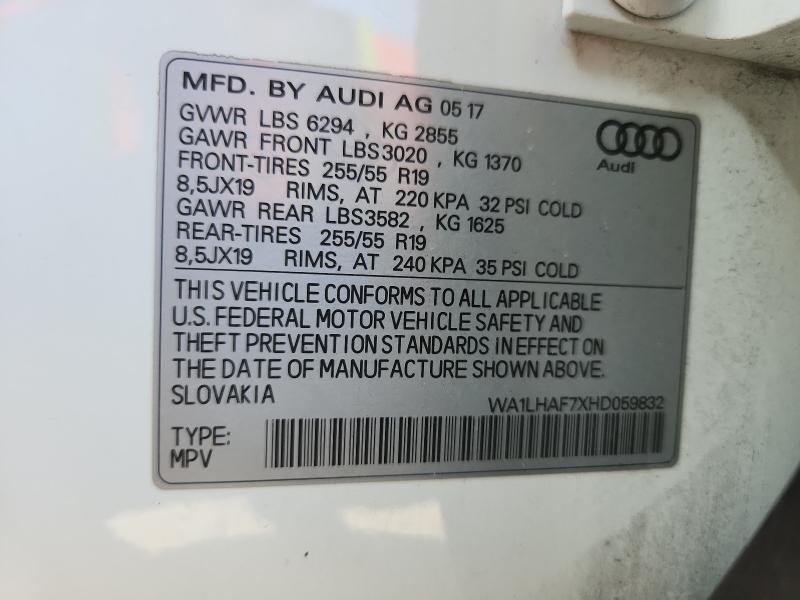 MFD. BY AUDI AG 05 17
GVWR LBS 6294 , KG 2855
GAWR FRONT LBS3020 , KG 1370
FRONT-TIRES 255/55 R19
8,5JX19 RIMS, AT 220 KPA 32 PSI COLD
GAWR REAR LBS3582 , KG 1625
REAR-TIRES 255/55 R19
8,5JX19 RIMS, AT 240 KPA 35 PSI COLD
Audi
THIS VEHICLE CONFORMS TO ALL APPLICABLE
U.S. FEDERAL MOTOR VEHICLE SAFETY AND
THEFT PREVENTION STANDARDS IN EFFECT ON
THE DATE OF MANUFACTURE SHOWN ABOVE.
SLOVAKIA WA1LHAF7XHD059832
TYPE:
MPV